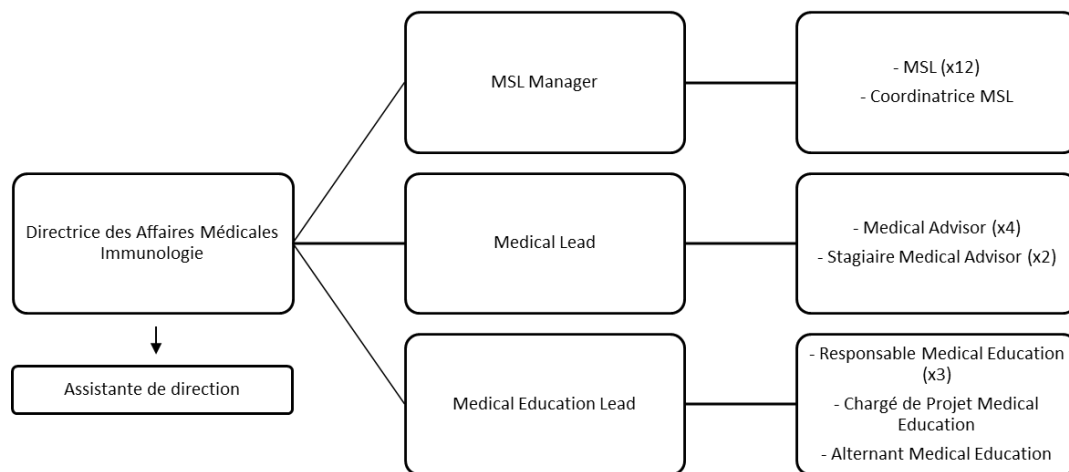 MSL Manager
- MSL (x12)
- Coordinatrice MSL
Directrice des Affaires Médicales
Immunologie
Medical Lead
- Medical Advisor (x4)
- Stagiaire Medical Advisor (x2)
Assistante de direction
Medical Education Lead
- Responsable Medical Education
(x3)
- Chargé de Projet Medical
Education
- Alternant Medical Education